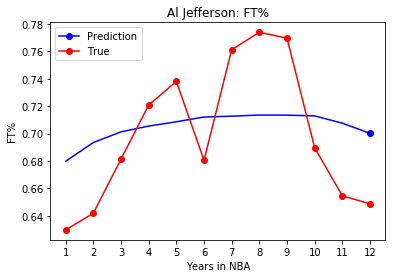 Al Jefferson: FT%
Prediction
True
0.78
0.76
0.74
0.72
0.70
0.68
0.66
0.64
FT%
1 2 3 4 5 6 7 8 9 10 11 12
Years in NBA